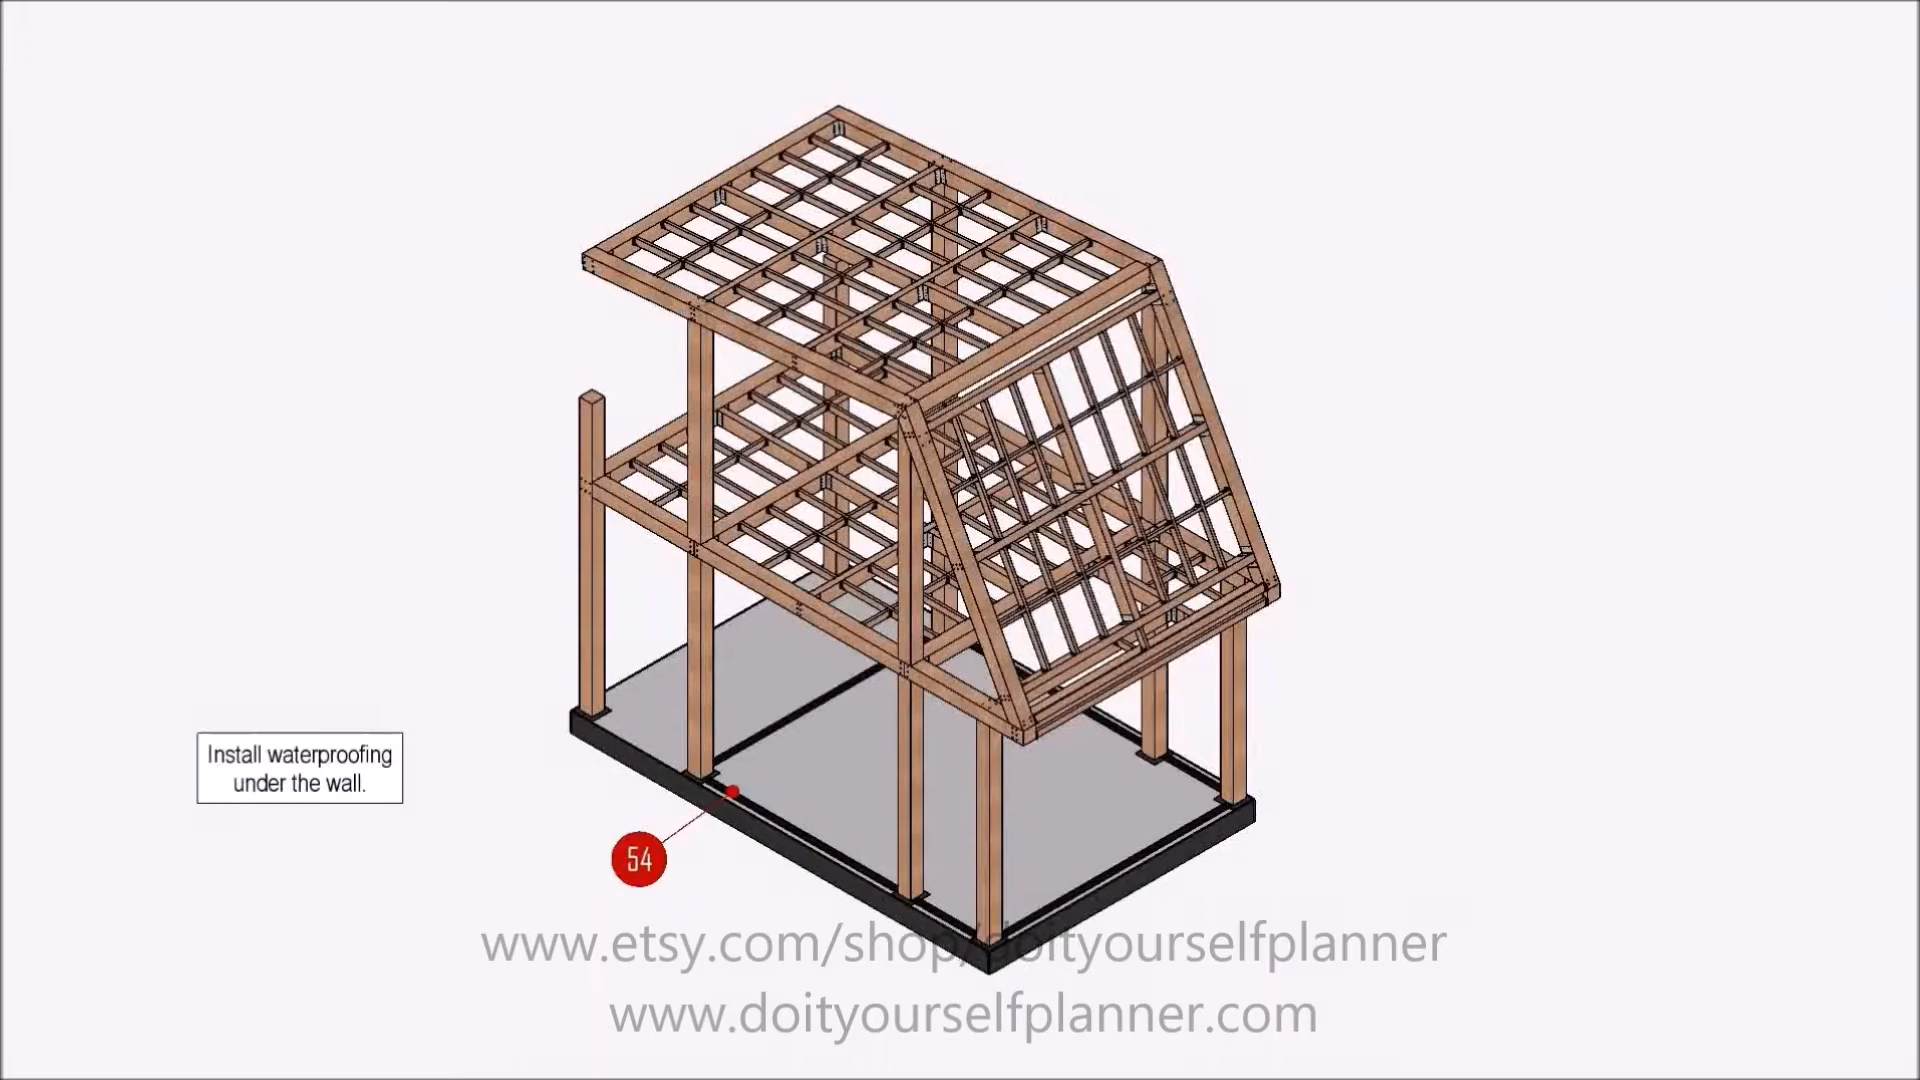 Install waterproofing
under the wall.
54
www.etsy.com/shop/doityourselfplanner
www.doityourselfplanner.com